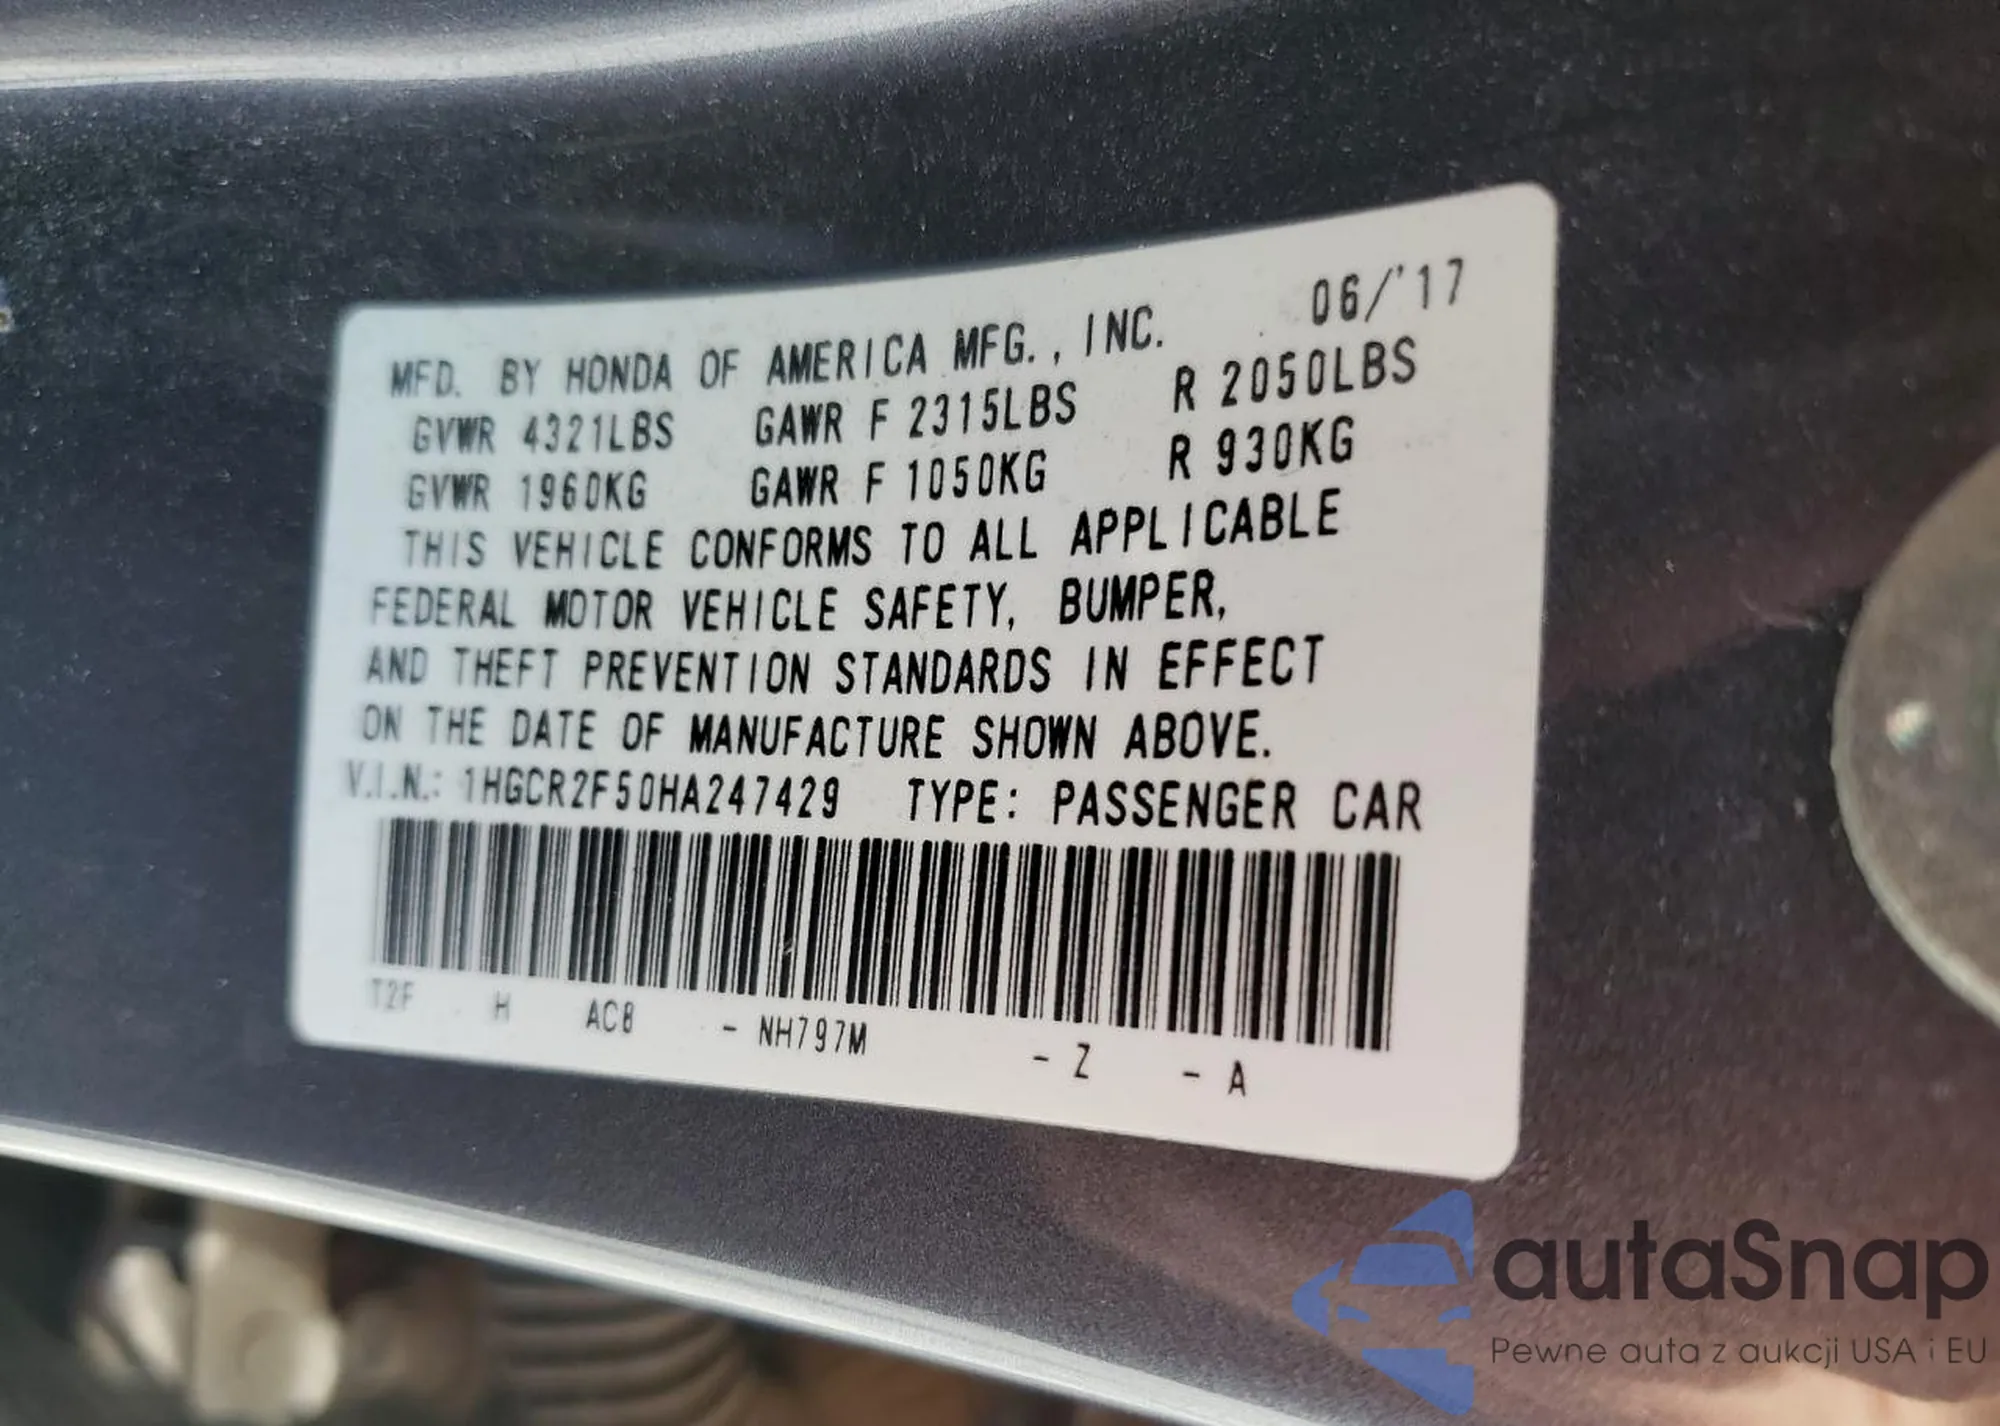 MFD. BY HONDA OF AMERICA MFG., INC. 06/'17
GVWR 4321LBS GAWR F 2315LBS R 2050LBS
GVWR 1960KG GAWR F 1050KG R 930KG
THIS VEHICLE CONFORMS TO ALL APPLICABLE
FEDERAL MOTOR VEHICLE SAFETY, BUMPER,
AND THEFT PREVENTION STANDARDS IN EFFECT
ON THE DATE OF MANUFACTURE SHOWN ABOVE.
V.I.N.: 1HGCR2F50HA247429 TYPE: PASSENGER CAR
T2F H AC8 - NH797M - Z - A
autaSnap
Pewne auta z aukcji USA i EU